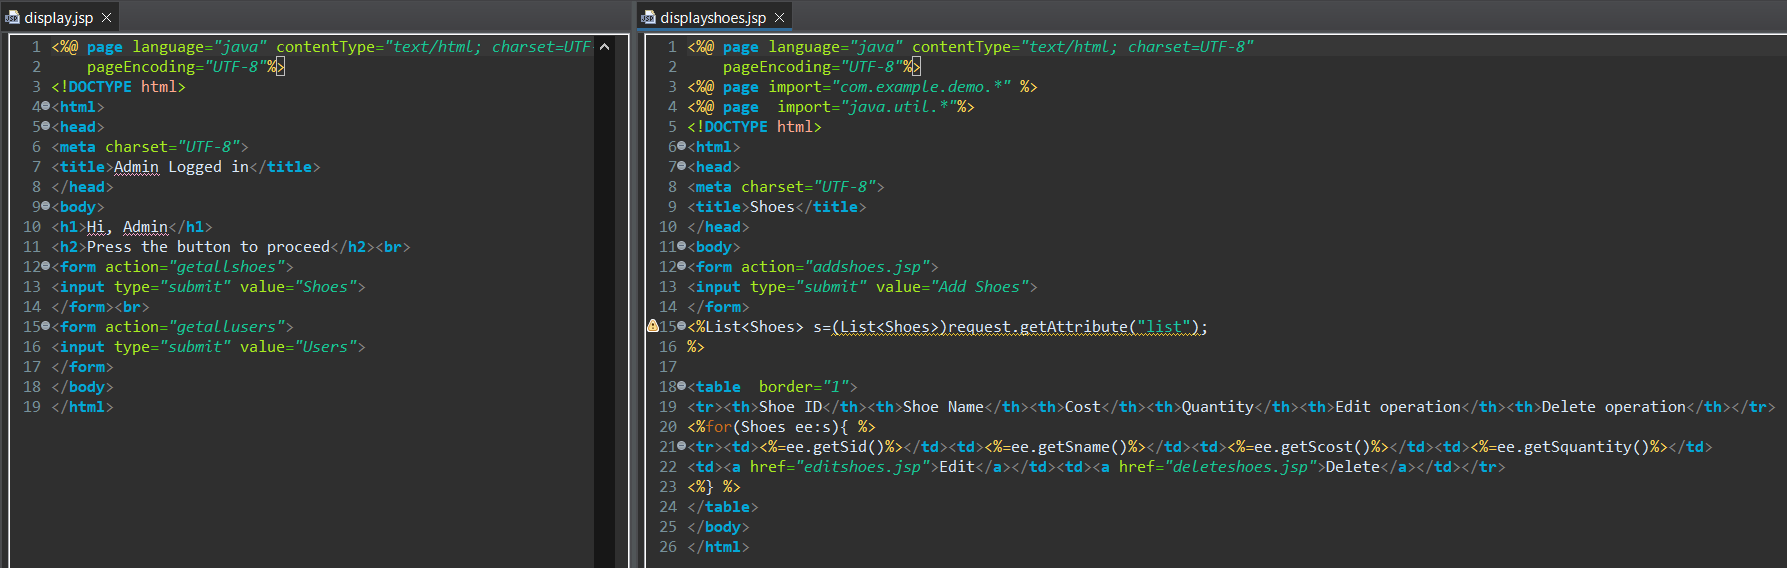 display.jsp
1 <%@ page language="java" contentType="text/html; charset=UTF-
2     pageEncoding="UTF-8"%>
3 <!DOCTYPE html>
4 <html>
5 <head>
6 <meta charset="UTF-8">
7 <title>Admin Logged in</title>
8 </head>
9 <body>
10 <h1>Hi, Admin</h1>
11 <h2>Press the button to proceed</h2><br>
12 <form action="getallshoes">
13 <input type="submit" value="Shoes">
14 </form><br>
15 <form action="getallusers">
16 <input type="submit" value="Users">
17 </form>
18 </body>
19 </html>
displayshoes.jsp
1 <%@ page language="java" contentType="text/html; charset=UTF-8"
2     pageEncoding="UTF-8"%>
3 <%@ page import="com.example.demo.*" %>
4 <%@ page  import="java.util.*"%>
5 <!DOCTYPE html>
6 <html>
7 <head>
8 <meta charset="UTF-8">
9 <title>Shoes</title>
10 </head>
11 <body>
12 <form action="addshoes.jsp">
13 <input type="submit" value="Add Shoes">
14 </form>
15 <%List<Shoes> s=(List<Shoes>)request.getAttribute("list");
16 %>
17
18 <table  border="1">
19 <tr><th>Shoe ID</th><th>Shoe Name</th><th>Cost</th><th>Quantity</th><th>Edit operation</th><th>Delete operation</th></tr>
20 <%for(Shoes ee:s){ %>
21 <tr><td><%=ee.getSid()%></td><td><%=ee.getSname()%></td><td><%=ee.getScost()%></td><td><%=ee.getSquantity()%></td>
22 <td><a href="editshoes.jsp">Edit</a></td><td><a href="deleteshoes.jsp">Delete</a></td></tr>
23 <%} %>
24 </table>
25 </body>
26 </html>